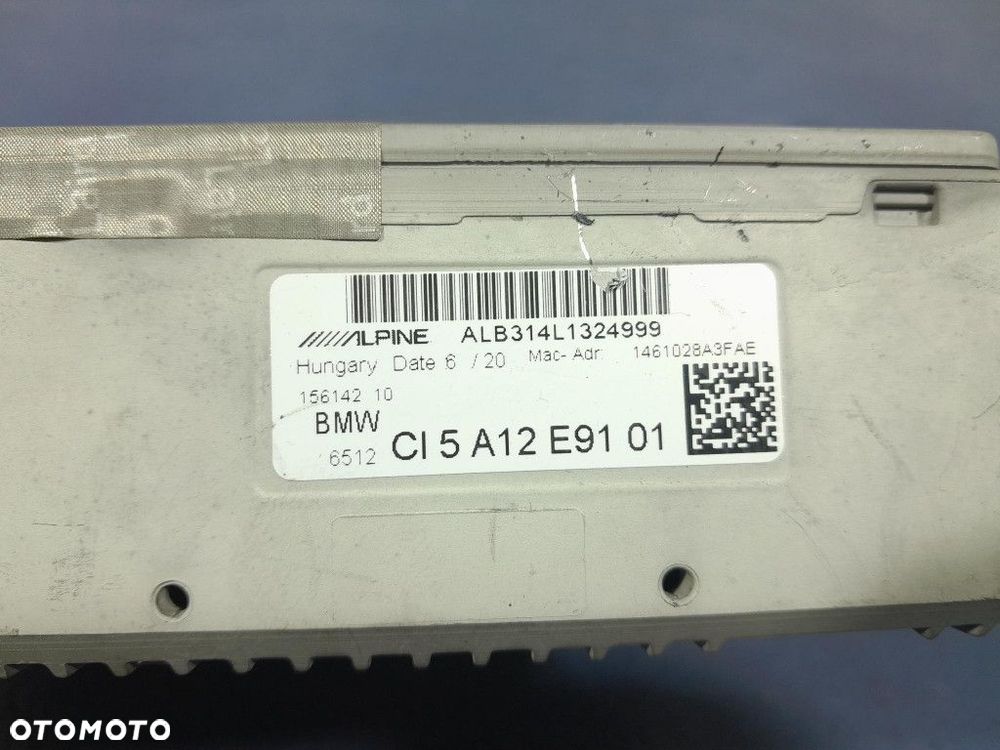 ALPINE ALB314L1324999
Hungary Date 6 / 20 Mac- Adr: 1461028A3FAE
156142 10
BMW
6512 CI 5 A12 E91 01
OTOMOTO